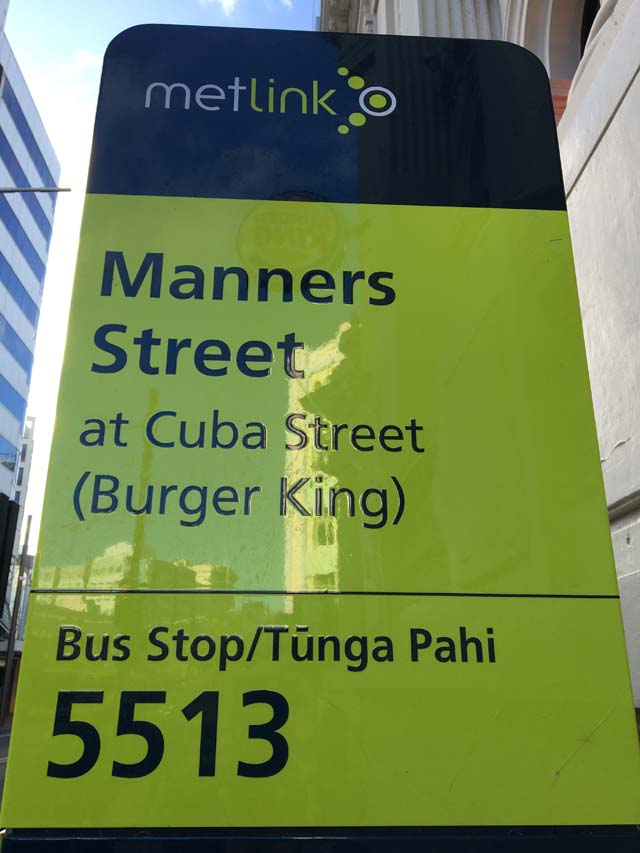 metlink
Manners
Street
at Cuba Street
(Burger King)
Bus Stop/Tūnga Pahi
5513